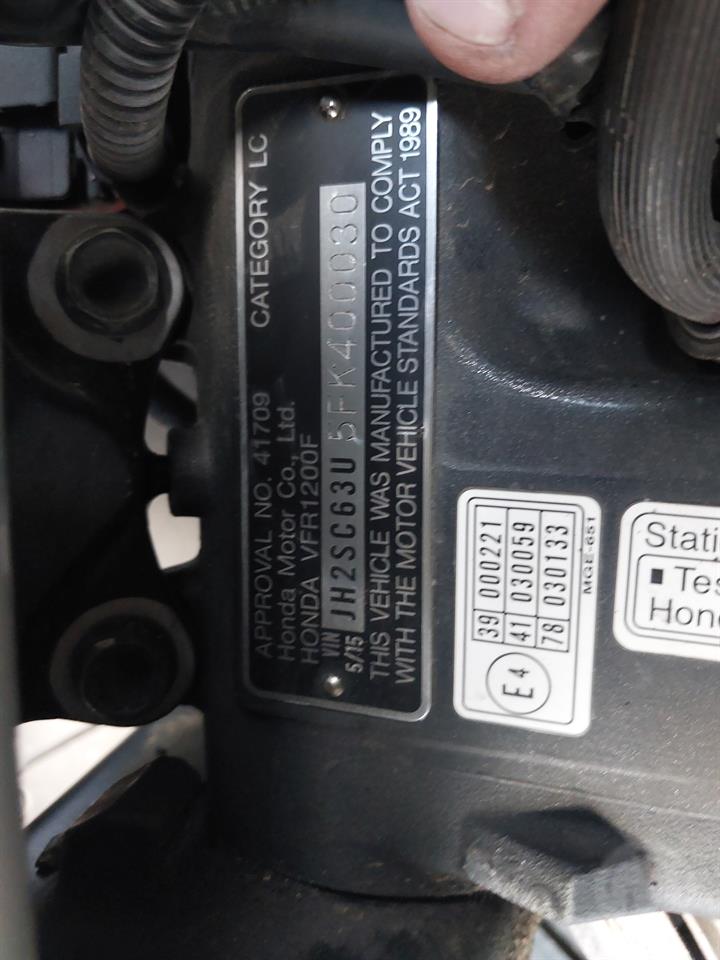 APPROVAL NO. 41709 CATEGORY LC
Honda Motor Co., Ltd.
HONDA VFR1200F
VIN JH2SC63U5FK400030
5/15
THIS VEHICLE WAS MANUFACTURED TO COMPLY
WITH THE MOTOR VEHICLE STANDARDS ACT 1989
E4
39 000221
41 030059
78 030133
MGE-651
Stati
■ Tes
Hond